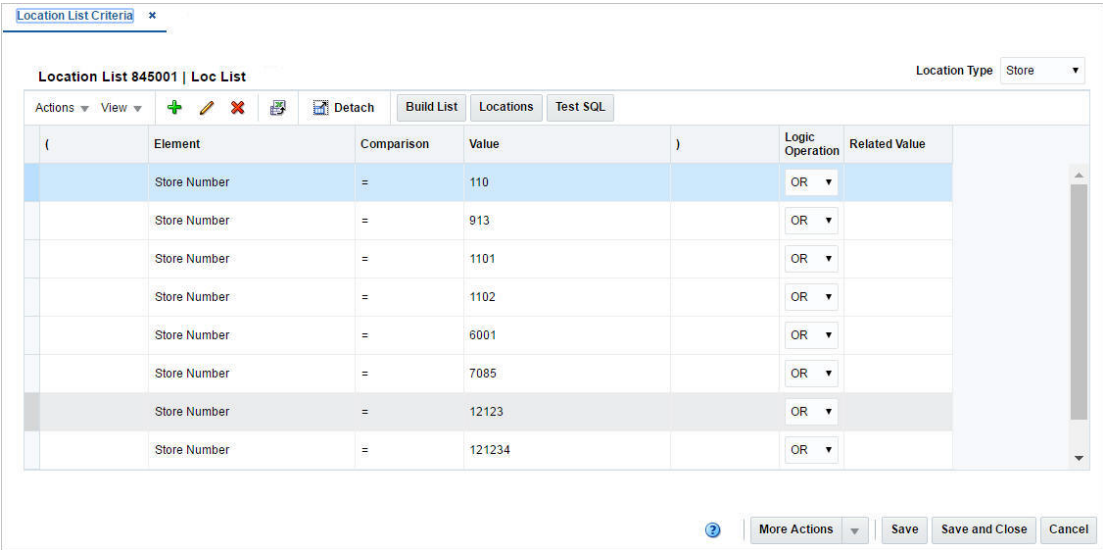 Location List Criteria ×
Location List 845001 | Loc List
Location Type Store
Actions View Detach Build List Locations Test SQL
( Element Comparison Value ) Logic Operation Related Value
Store Number = 110 OR
Store Number = 913 OR
Store Number = 1101 OR
Store Number = 1102 OR
Store Number = 6001 OR
Store Number = 7085 OR
Store Number = 12123 OR
Store Number = 121234 OR
? More Actions Save Save and Close Cancel